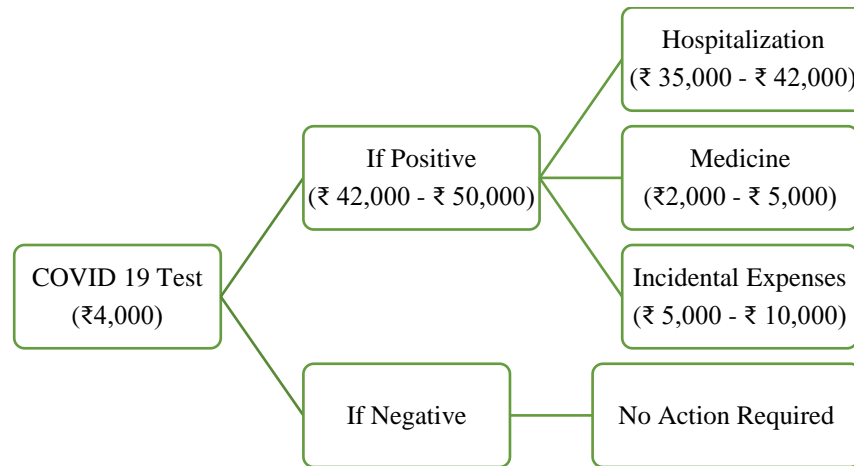 Hospitalization
(₹ 35,000 - ₹ 42,000)
If Positive
(₹ 42,000 - ₹ 50,000)
Medicine
(₹2,000 - ₹ 5,000)
COVID 19 Test
(₹4,000)
Incidental Expenses
(₹ 5,000 - ₹ 10,000)
If Negative
No Action Required